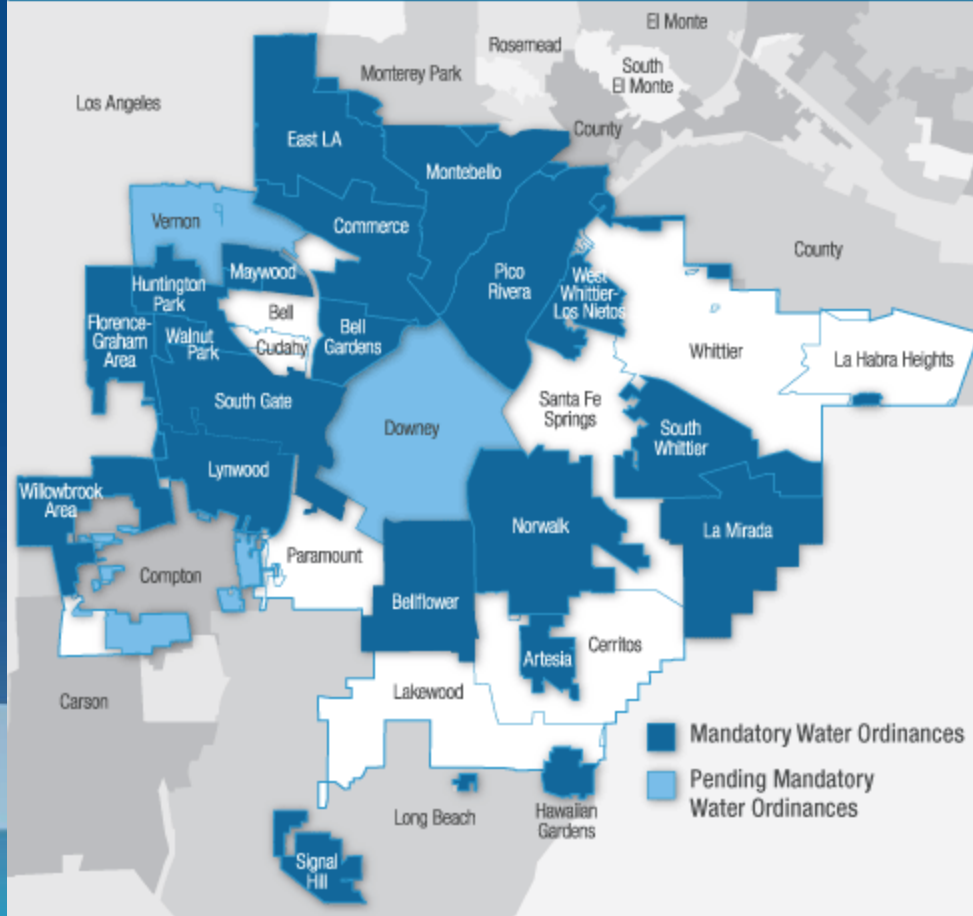 El Monte
Rosemead
South
El Monte
Monterey Park
Los Angeles
County
East LA
Montebello
Vernon
Commerce
County
Maywood
Pico
Rivera
West
Whittier-
Los Nietos
Huntington
Park
Bell
Florence-
Graham
Area
Walnut
Park
Bell
Gardens
Cudahy
Whittier
La Habra Heights
South Gate
Santa Fe
Springs
Downey
South
Whittier
Lynwood
Willowbrook
Area
Norwalk
La Mirada
Paramount
Compton
Bellflower
Cerritos
Artesia
Lakewood
Carson
Mandatory Water Ordinances
Pending Mandatory
Water Ordinances
Long Beach
Hawaiian
Gardens
Signal
Hill